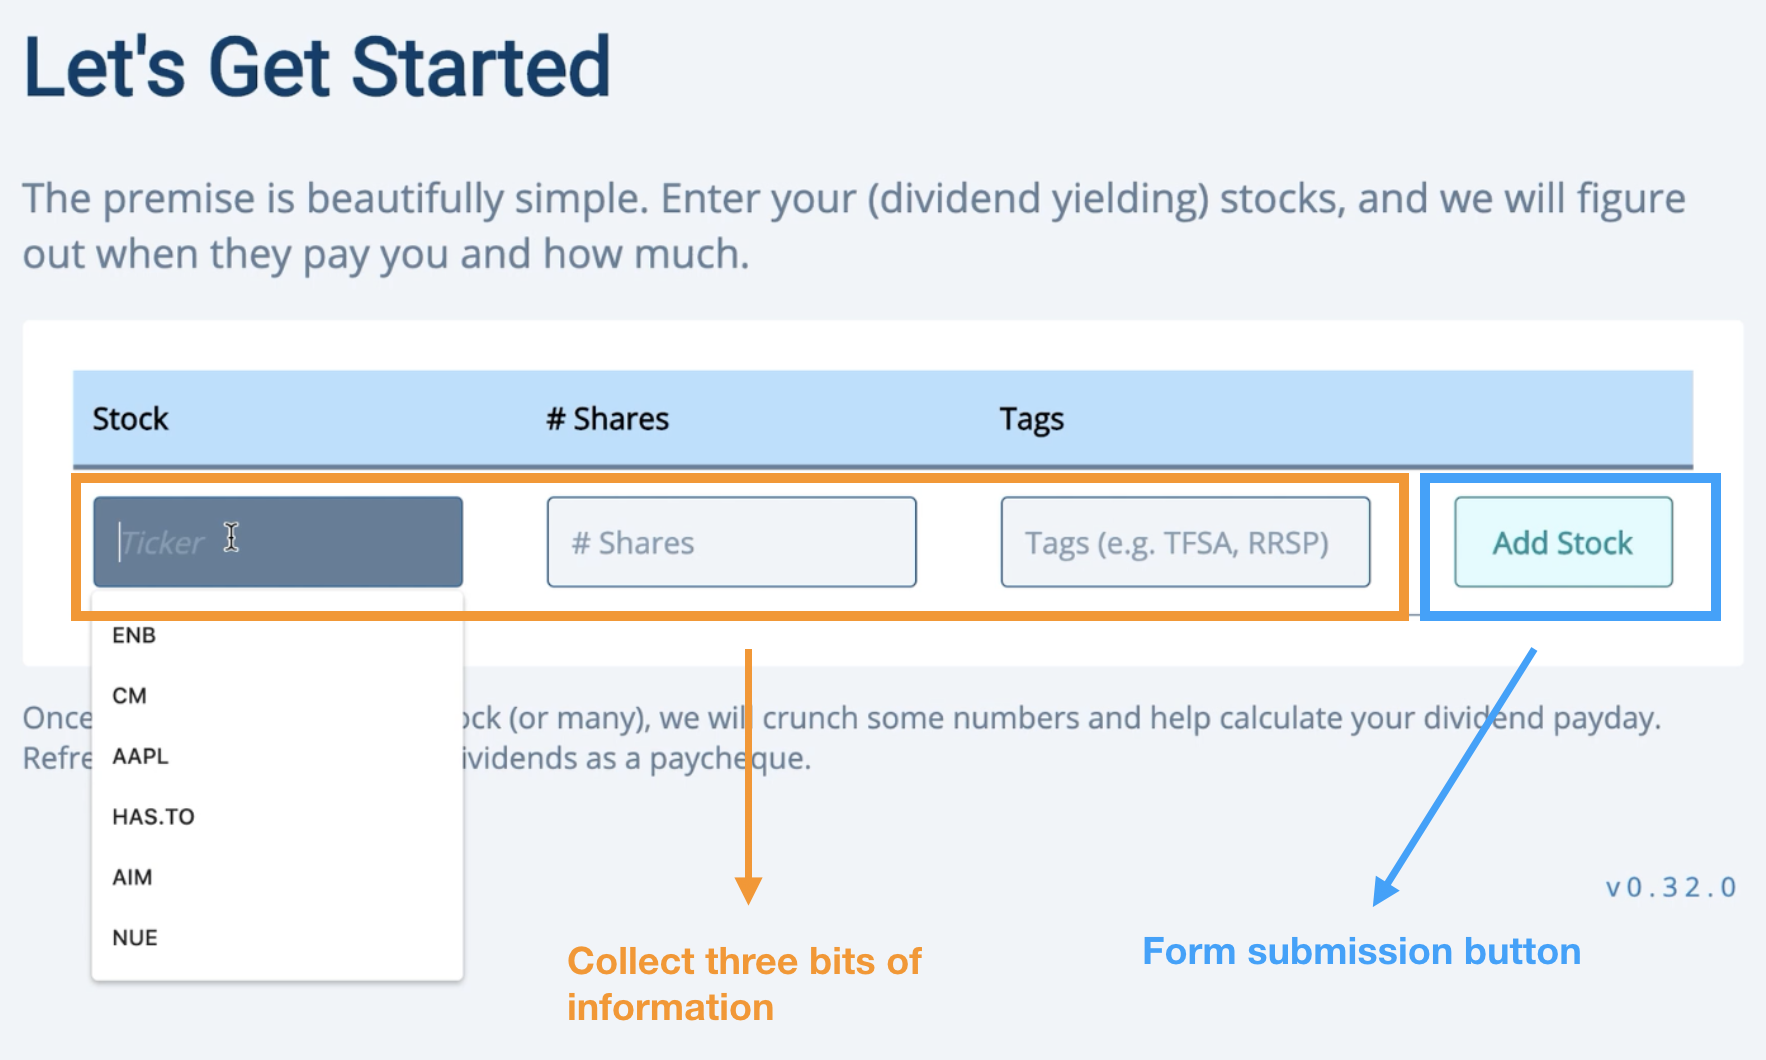 Let's Get Started
The premise is beautifully simple. Enter your (dividend yielding) stocks, and we will figure
out when they pay you and how much.
Stock # Shares Tags
Ticker # Shares Tags (e.g. TFSA, RRSP) Add Stock
ENB
CM
AAPL
HAS.TO
AIM
NUE
Once ock (or many), we will crunch some numbers and help calculate your dividend payday.
Refre ividends as a paycheque.
v0.32.0
Collect three bits of
information
Form submission button